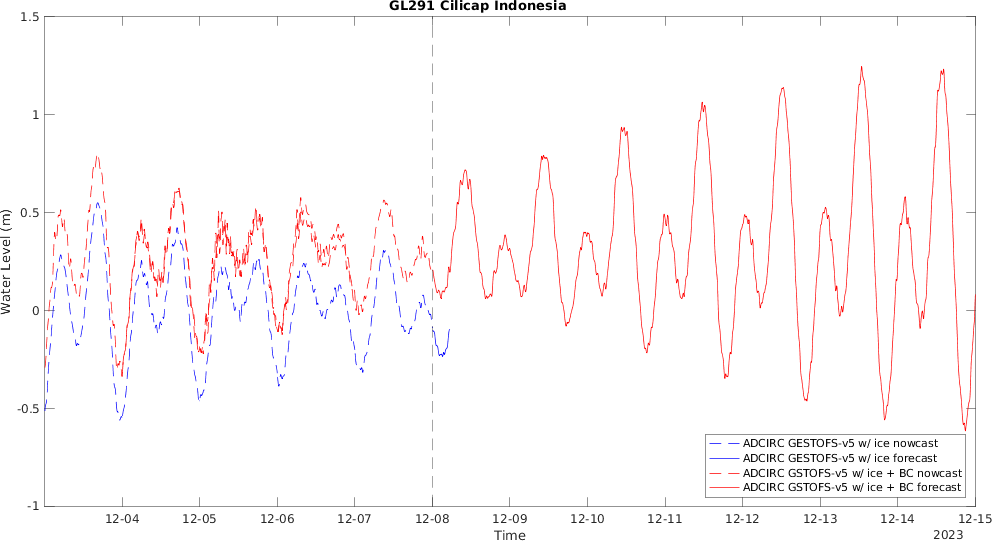 GL291 Cilicap Indonesia
1.5
1
0.5
0
-0.5
-1
Water Level (m)
12-04 12-05 12-06 12-07 12-08 12-09 12-10 12-11 12-12 12-13 12-14 12-15
Time
2023
ADCIRC GESTOFS-v5 w/ ice nowcast
ADCIRC GESTOFS-v5 w/ ice forecast
ADCIRC GSTOFS-v5 w/ ice + BC nowcast
ADCIRC GSTOFS-v5 w/ ice + BC forecast